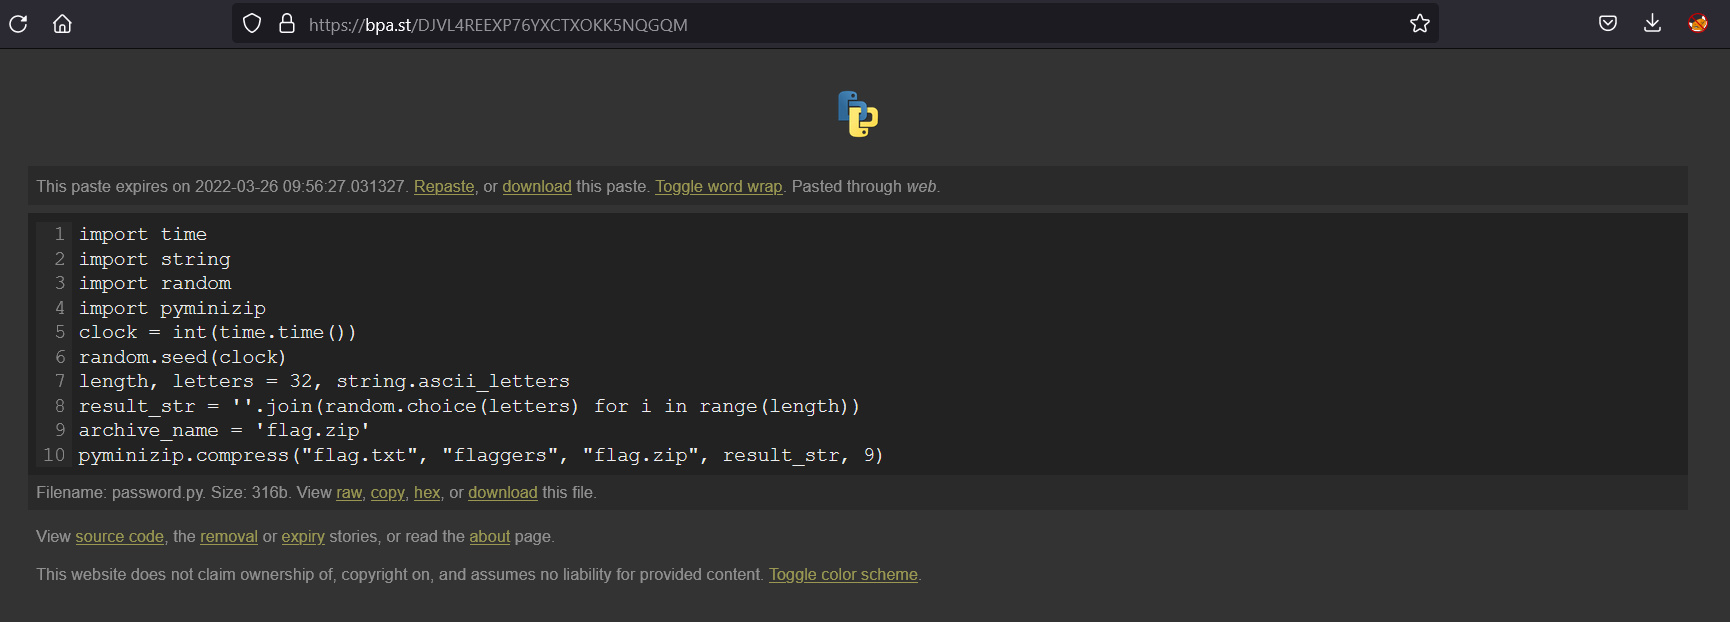 https://bpa.st/DJVL4REEXP76YXCTXOKK5NQGQM
This paste expires on 2022-03-26 09:56:27.031327. Repaste, or download this paste. Toggle word wrap. Pasted through web.
1 import time
2 import string
3 import random
4 import pyminizip
5 clock = int(time.time())
6 random.seed(clock)
7 length, letters = 32, string.ascii_letters
8 result_str = ''.join(random.choice(letters) for i in range(length))
9 archive_name = 'flag.zip'
10 pyminizip.compress("flag.txt", "flaggers", "flag.zip", result_str, 9)
Filename: password.py. Size: 316b. View raw, copy, hex, or download this file.
View source code, the removal or expiry stories, or read the about page.
This website does not claim ownership of, copyright on, and assumes no liability for provided content. Toggle color scheme.